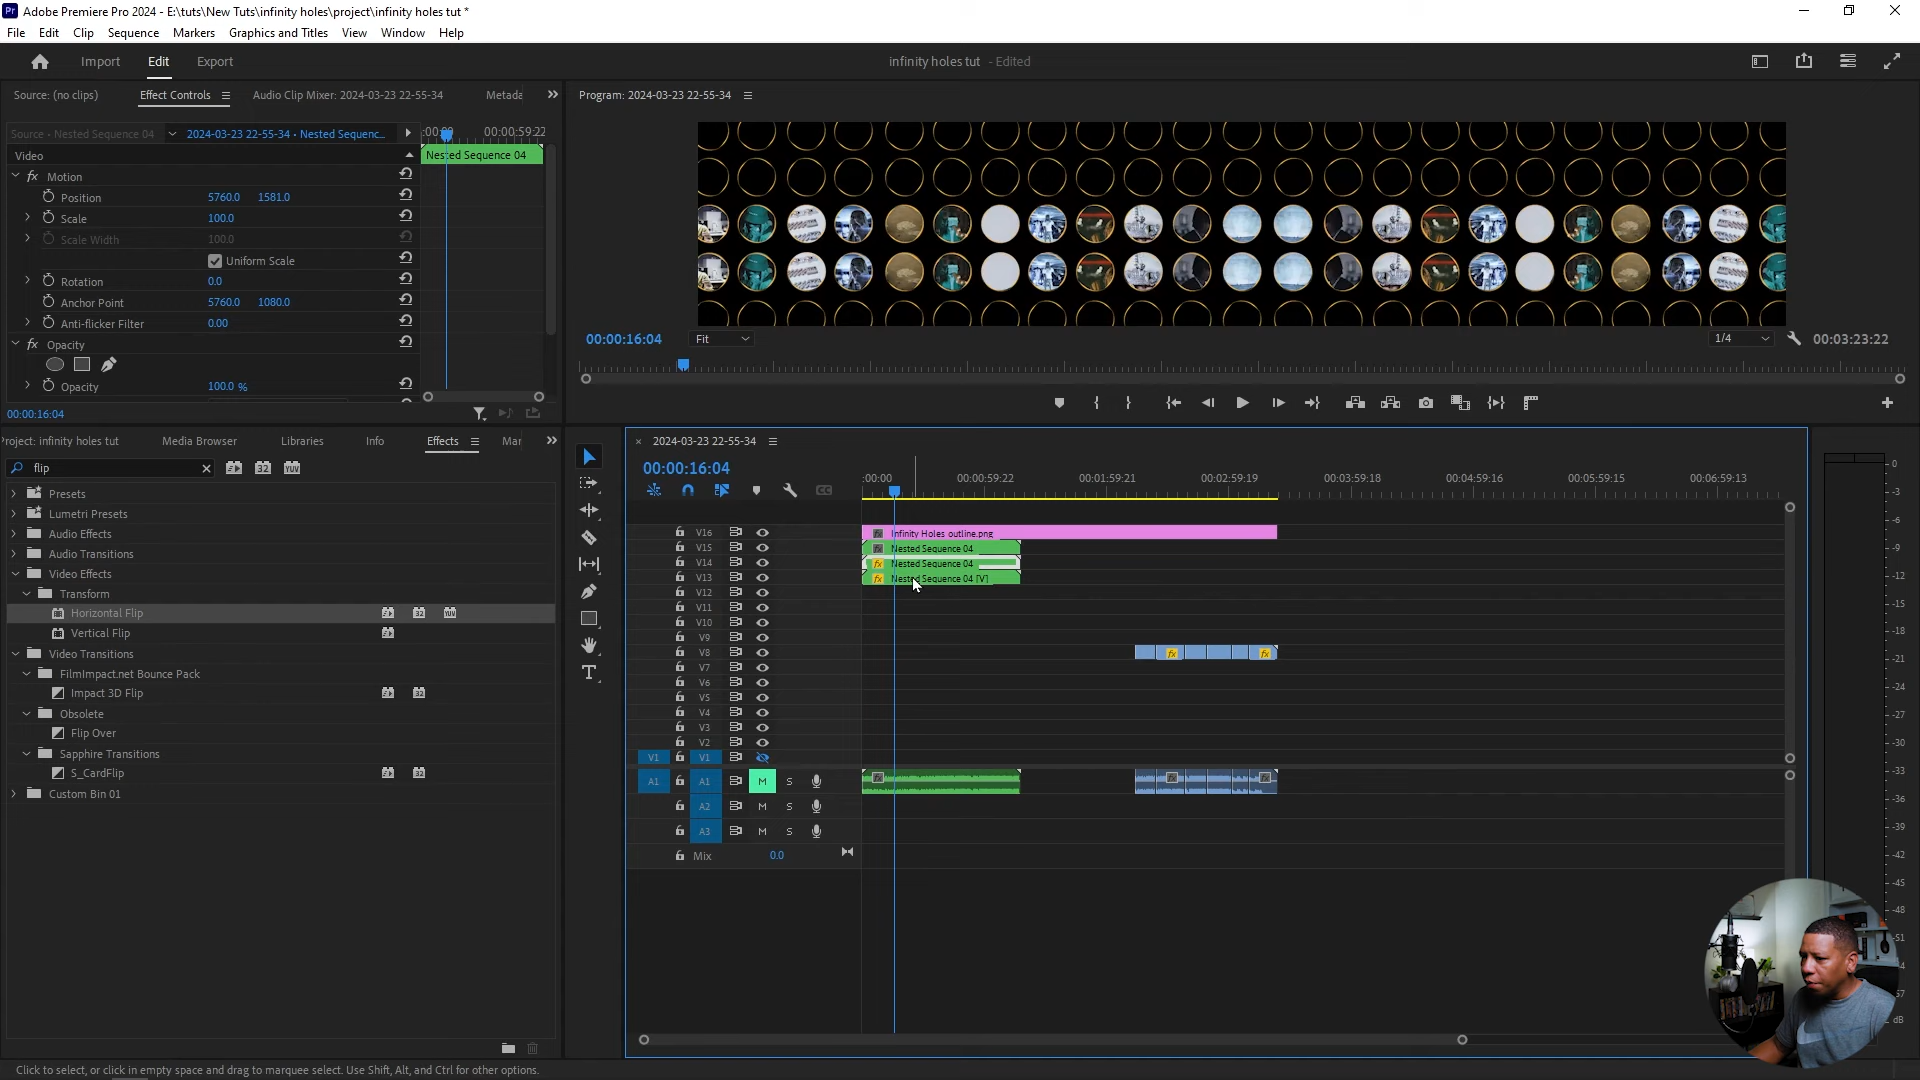 Pr Adobe Premiere Pro 2024 - E:\tuts\New Tuts\infinity holes\project\infinity holes tut *
File Edit Clip Sequence Markers Graphics and Titles View Window Help
Import Edit Export
infinity holes tut - Edited
Source: (no clips) Effect Controls Audio Clip Mixer: 2024-03-23 22-55-34 Metada
Program: 2024-03-23 22-55-34
Source - Nested Sequence 04 2024-03-23 22-55-34 - Nested Sequenc...
:00:00 00:00:59:22
Video Nested Sequence 04
fx Motion
Position 5760.0 1581.0
Scale 100.0
Scale Width 100.0
Uniform Scale
Rotation 0.0
Anchor Point 5760.0 1080.0
Anti-flicker Filter 0.00
fx Opacity
Opacity 100.0 %
00:00:16:04
00:00:16:04 Fit 1/4 00:03:23:22
roject: infinity holes tut Media Browser Libraries Info Effects Mar
flip 32 YUV
Presets
Lumetri Presets
Audio Effects
Audio Transitions
Video Effects
Transform
Horizontal Flip 32 YUV
Vertical Flip
Video Transitions
FilmImpact.net Bounce Pack
Impact 3D Flip 32
Obsolete
Flip Over
Sapphire Transitions
S_CardFlip 32
Custom Bin 01
T
2024-03-23 22-55-34
00:00:16:04
CC
:00:00 00:00:59:22 00:01:59:21 00:02:59:19 00:03:59:18 00:04:59:16 00:05:59:15 00:06:59:13
V16 fx Infinity Holes outline.png
V15 fx Nested Sequence 04
V14 fx Nested Sequence 04
V13 fx Nested Sequence 04 [V]
V12
V11
V10
V9
V8 fx fx
V7
V6
V5
V4
V3
V2
V1 V1
A1 A1 M S fx fx fx
A2 M S
A3 M S
Mix 0.0
0
-3
-6
-9
-12
-15
-18
-21
-24
-27
-30
-33
-36
-39
-42
-45
-48
dB
Click to select, or click in empty space and drag to marquee select. Use Shift, Alt, and Ctrl for other options.